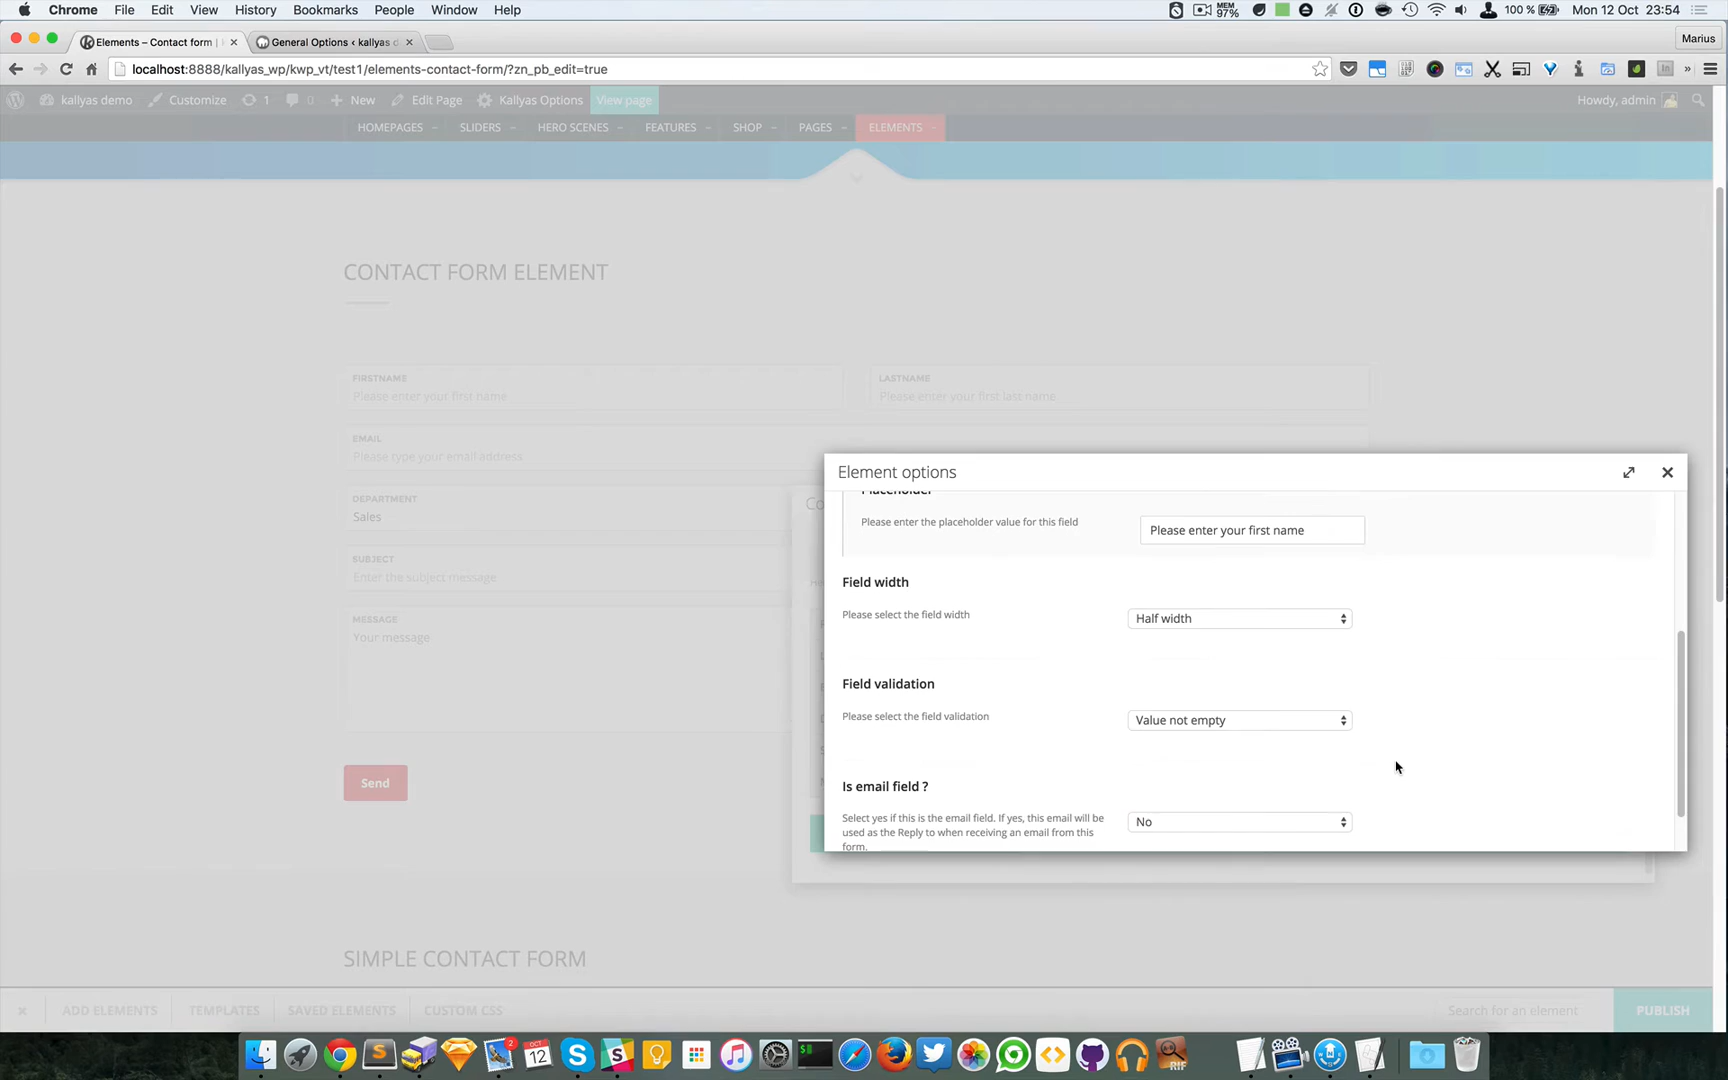 Chrome File Edit View History Bookmarks People Window Help
MEM 97% 100 % Mon 12 Oct 23:54
Elements – Contact form | General Options ‹ kallyas d
Marius
localhost:8888/kallyas_wp/kwp_vt/test1/elements-contact-form/?zn_pb_edit=true
kallyas demo Customize 1 0 New Edit Page Kallyas Options View page Howdy, admin
HOMEPAGES SLIDERS HERO SCENES FEATURES SHOP PAGES ELEMENTS
CONTACT FORM ELEMENT
FIRSTNAME
Please enter your first name
LASTNAME
Please enter your first last name
EMAIL
Please type your email address
DEPARTMENT
Sales
SUBJECT
Enter the subject message
MESSAGE
Your message
Send
Element options
Placeholder
Please enter the placeholder value for this field
Please enter your first name
Field width
Please select the field width
Half width
Field validation
Please select the field validation
Value not empty
Is email field ?
Select yes if this is the email field. If yes, this email will be
used as the Reply to when receiving an email from this
form.
No
SIMPLE CONTACT FORM
ADD ELEMENTS TEMPLATES SAVED ELEMENTS CUSTOM CSS Search for an element PUBLISH
OCT
12
2
RIF